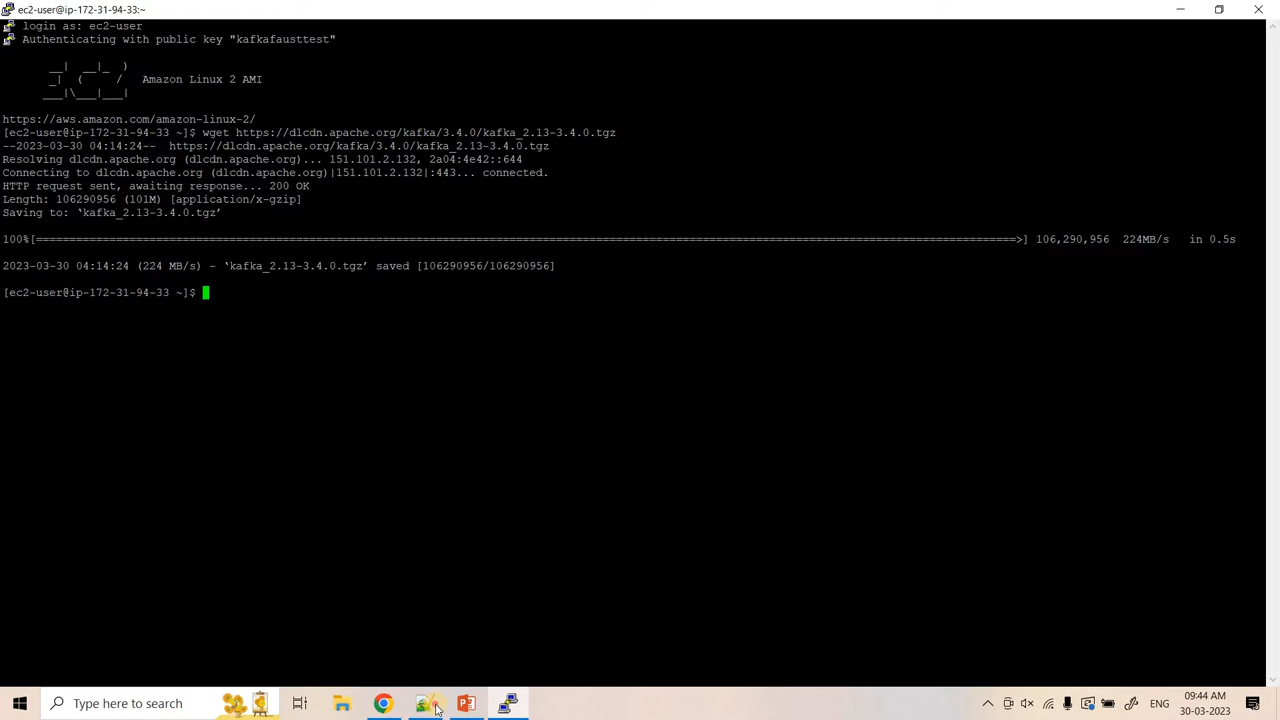 ec2-user@ip-172-31-94-33:~
login as: ec2-user
Authenticating with public key "kafkafausttest"
__|  __|_  )
_|  (     /   Amazon Linux 2 AMI
___|\___|___|
https://aws.amazon.com/amazon-linux-2/
[ec2-user@ip-172-31-94-33 ~]$ wget https://dlcdn.apache.org/kafka/3.4.0/kafka_2.13-3.4.0.tgz
--2023-03-30 04:14:24--  https://dlcdn.apache.org/kafka/3.4.0/kafka_2.13-3.4.0.tgz
Resolving dlcdn.apache.org (dlcdn.apache.org)... 151.101.2.132, 2a04:4e42::644
Connecting to dlcdn.apache.org (dlcdn.apache.org)|151.101.2.132|:443... connected.
HTTP request sent, awaiting response... 200 OK
Length: 106290956 (101M) [application/x-gzip]
Saving to: ‘kafka_2.13-3.4.0.tgz’
100%[=====================================>] 106,290,956  224MB/s   in 0.5s
2023-03-30 04:14:24 (224 MB/s) - ‘kafka_2.13-3.4.0.tgz’ saved [106290956/106290956]
[ec2-user@ip-172-31-94-33 ~]$
Type here to search
ENG
09:44 AM
30-03-2023